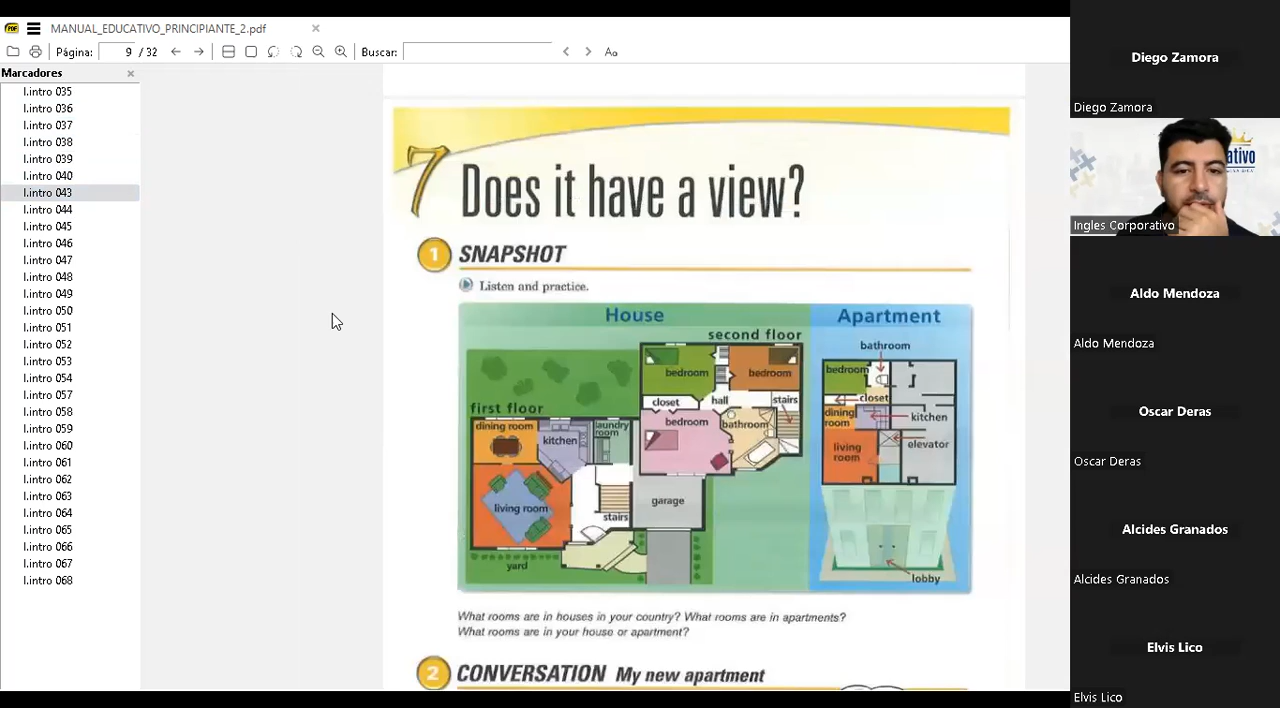 MANUAL_EDUCATIVO_PRINCIPIANTE_2.pdf
Página: 9 / 32
Buscar:
Marcadores
I.intro 035
I.intro 036
I.intro 037
I.intro 038
I.intro 039
I.intro 040
I.intro 043
I.intro 044
I.intro 045
I.intro 046
I.intro 047
I.intro 048
I.intro 049
I.intro 050
I.intro 051
I.intro 052
I.intro 053
I.intro 054
I.intro 057
I.intro 058
I.intro 059
I.intro 060
I.intro 061
I.intro 062
I.intro 063
I.intro 064
I.intro 065
I.intro 066
I.intro 067
I.intro 068
7 Does it have a view?
1 SNAPSHOT
Listen and practice.
House
second floor
bedroom bedroom
closet hall stairs
bedroom bathroom
first floor
dining room
kitchen
laundry room
living room
stairs
garage
yard
Apartment
bathroom
bedroom
closet
dining room
kitchen
elevator
living room
lobby
What rooms are in houses in your country? What rooms are in apartments?
What rooms are in your house or apartment?
2 CONVERSATION My new apartment
Diego Zamora
Diego Zamora
ativo
Ingles Corporativo
Aldo Mendoza
Aldo Mendoza
Oscar Deras
Oscar Deras
Alcides Granados
Alcides Granados
Elvis Lico
Elvis Lico